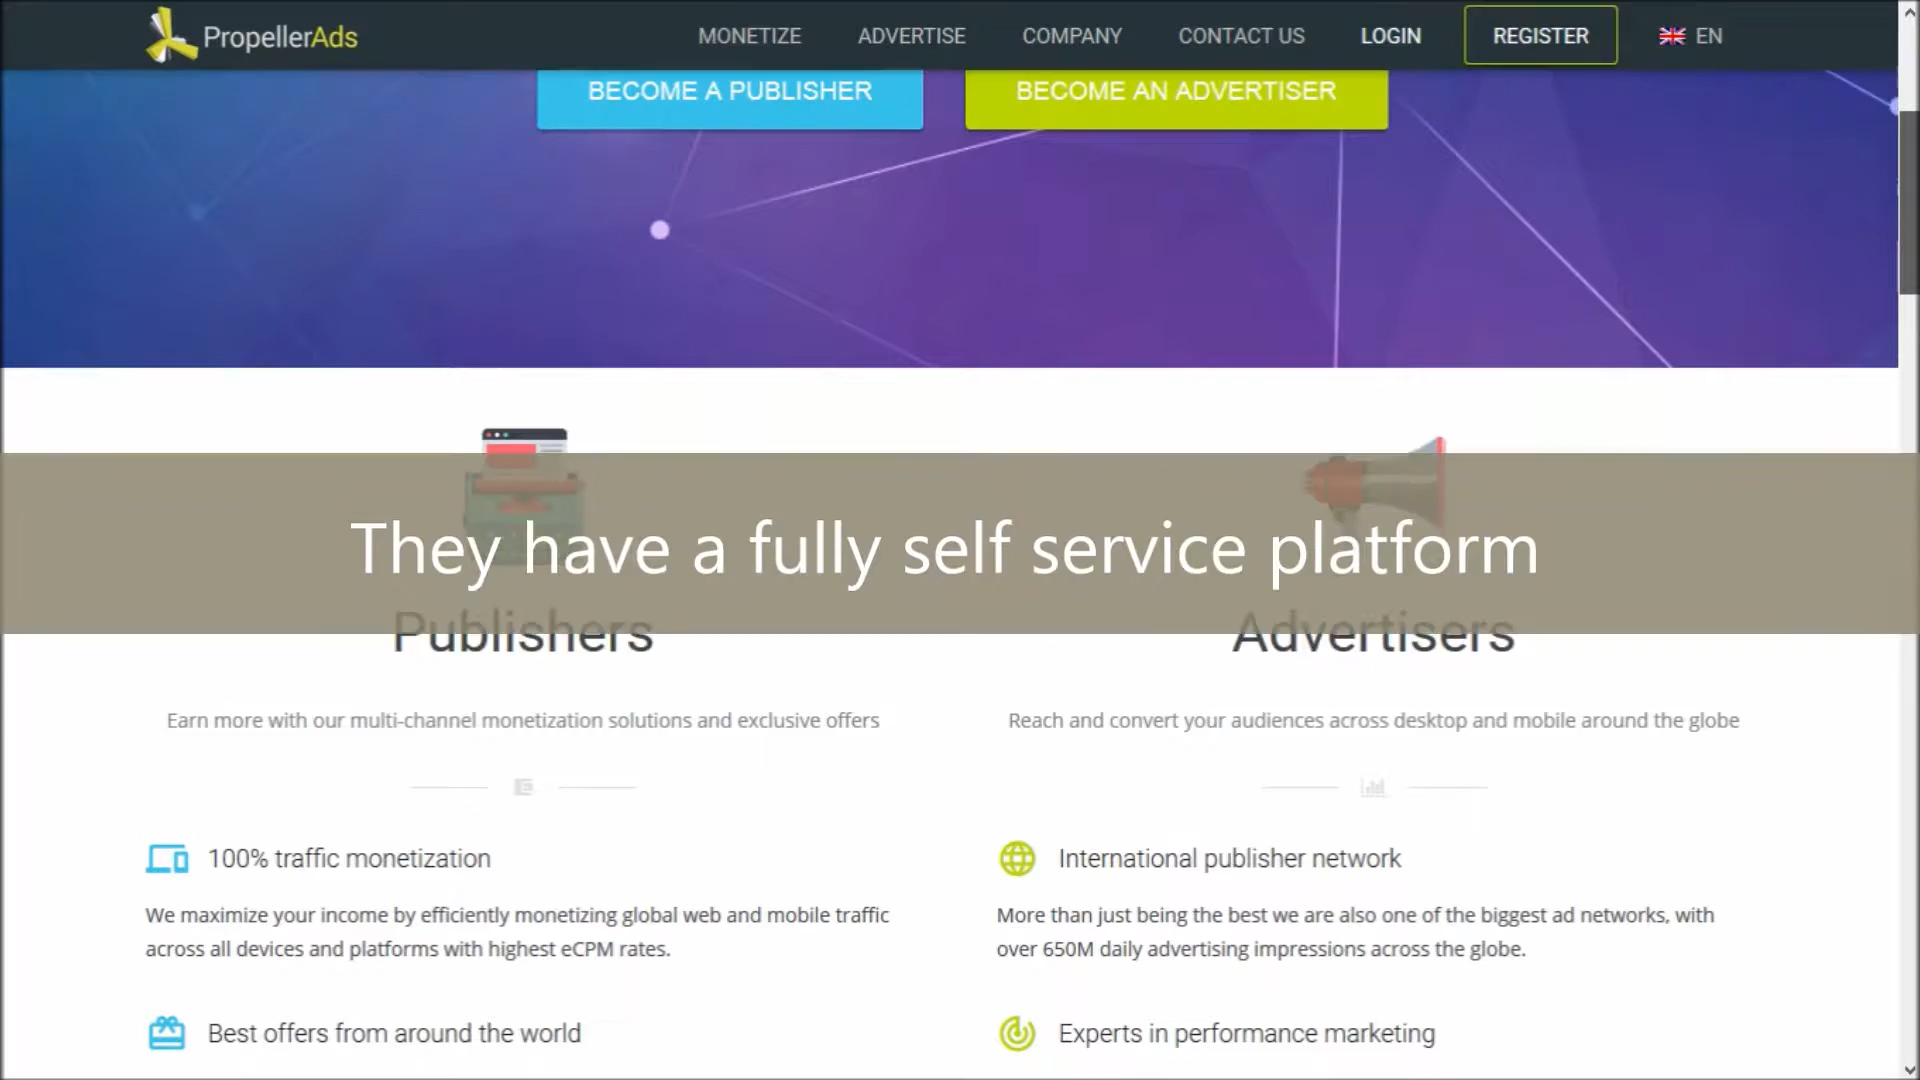 PropellerAds
MONETIZE
ADVERTISE
COMPANY
CONTACT US
LOGIN
REGISTER
EN
BECOME A PUBLISHER
BECOME AN ADVERTISER
They have a fully self service platform
Publishers
Earn more with our multi-channel monetization solutions and exclusive offers
100% traffic monetization
We maximize your income by efficiently monetizing global web and mobile traffic
across all devices and platforms with highest eCPM rates.
Best offers from around the world
Advertisers
Reach and convert your audiences across desktop and mobile around the globe
International publisher network
More than just being the best we are also one of the biggest ad networks, with
over 650M daily advertising impressions across the globe.
Experts in performance marketing